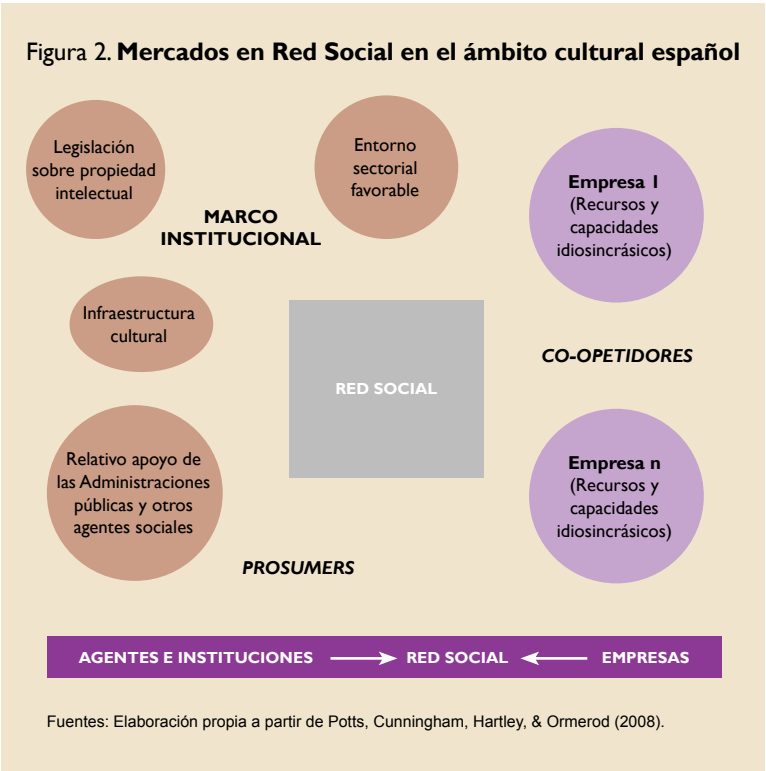 Figura 2. Mercados en Red Social en el ámbito cultural español
Legislación
sobre propiedad
intelectual
Entorno
sectorial
favorable
MARCO
INSTITUCIONAL
Empresa 1
(Recursos y
capacidades
idiosincrásicos)
Infraestructura
cultural
RED SOCIAL
CO-OPETIDORES
Relativo apoyo de
las Administraciones
públicas y otros
agentes sociales
Empresa n
(Recursos y
capacidades
idiosincrásicos)
PROSUMERS
AGENTES E INSTITUCIONES → RED SOCIAL ← EMPRESAS
Fuentes: Elaboración propia a partir de Potts, Cunningham, Hartley, & Ormerod (2008).